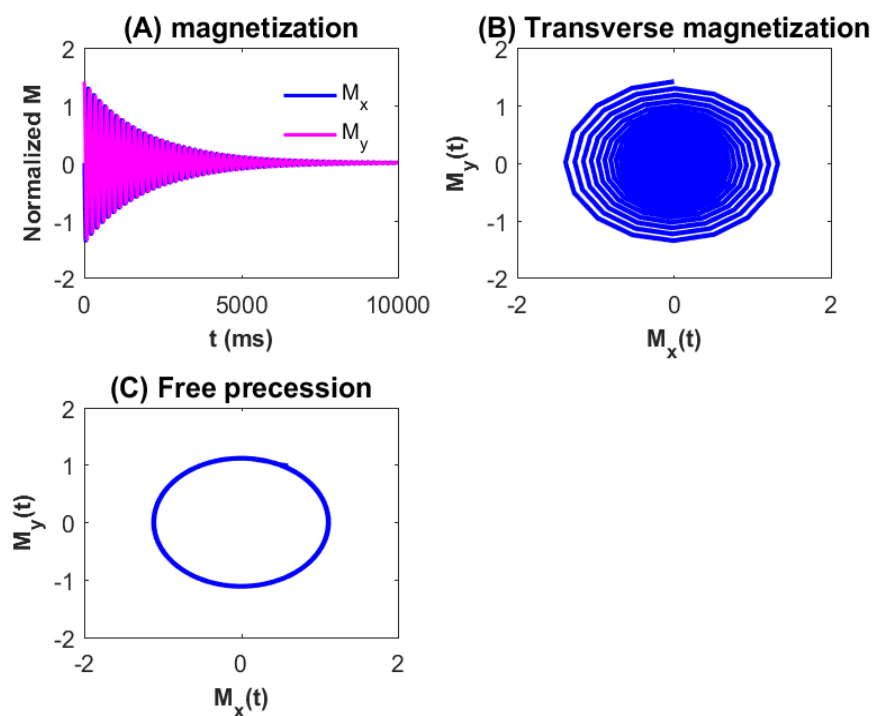 (A) magnetization
2
1
0
-1
-2
Normalized M
M_x
M_y
0
5000
10000
t (ms)
(B) Transverse magnetization
2
1
0
-1
-2
M_y(t)
-2
0
2
M_x(t)
(C) Free precession
2
1
0
-1
-2
M_y(t)
-2
0
2
M_x(t)